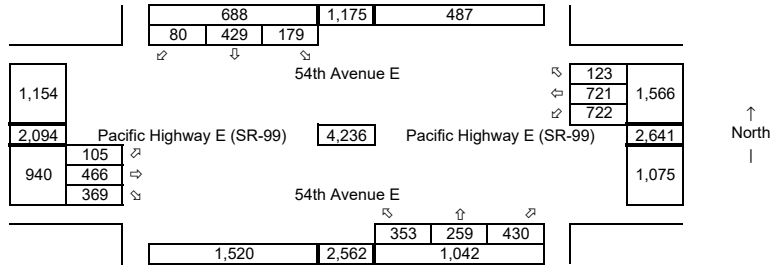 688 1,175 487
80 429 179
⬃ ⇩ ⬂
54th Avenue E
⬁ 123
1,154 ⇦ 721 1,566
⬃ 722
↑
2,094 Pacific Highway E (SR-99) 4,236 Pacific Highway E (SR-99) 2,641 North
105 ⬀
|
940 466 ⇨ 1,075
369 ⬂
54th Avenue E
⬁ ⇧ ⬀
353 259 430
1,520 2,562 1,042